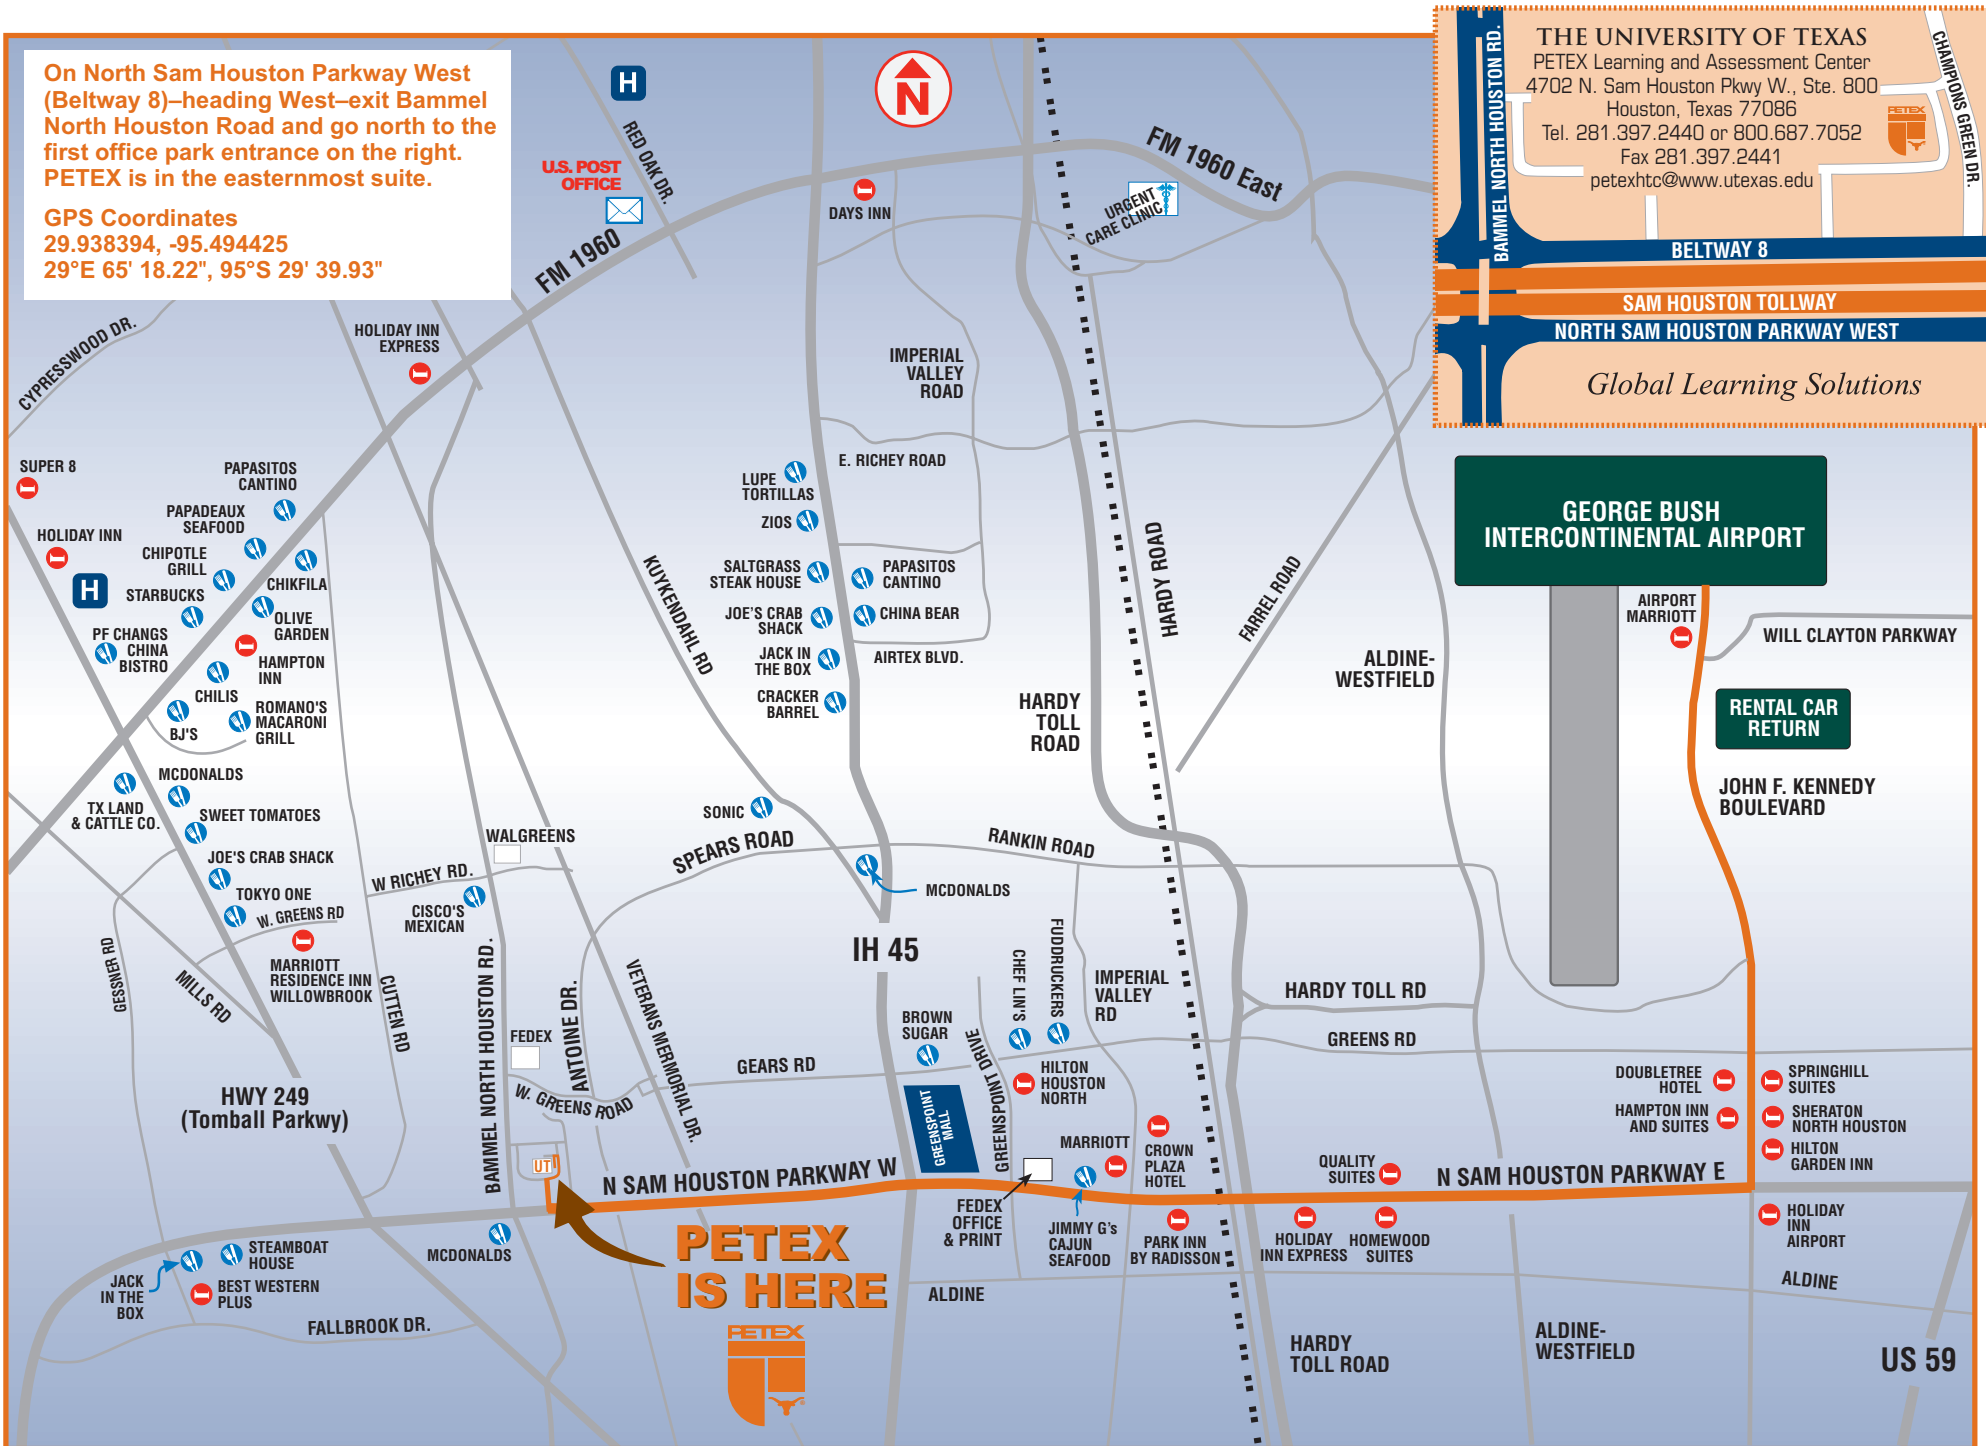 On North Sam Houston Parkway West
(Beltway 8)–heading West–exit Bammel
North Houston Road and go north to the
first office park entrance on the right.
PETEX is in the easternmost suite.
GPS Coordinates
29.938394, -95.494425
29°E 65' 18.22", 95°S 29' 39.93"
THE UNIVERSITY OF TEXAS
PETEX Learning and Assessment Center
4702 N. Sam Houston Pkwy W., Ste. 800
Houston, Texas 77086
Tel. 281.397.2440 or 800.687.7052
Fax 281.397.2441
petexhtc@www.utexas.edu
BAMMEL NORTH HOUSTON RD.
CHAMPIONS GREEN DR.
PETEX
BELTWAY 8
SAM HOUSTON TOLLWAY
NORTH SAM HOUSTON PARKWAY WEST
Global Learning Solutions
H
N
RED OAK DR.
U.S. POST
OFFICE
DAYS INN
FM 1960 East
URGENT
CARE CLINIC
FM 1960
CYPRESSWOOD DR.
HOLIDAY INN
EXPRESS
IMPERIAL
VALLEY
ROAD
E. RICHEY ROAD
SUPER 8
PAPASITOS
CANTINO
PAPADEAUX
SEAFOOD
HOLIDAY INN
H
CHIPOTLE
GRILL
CHIKFILA
STARBUCKS
OLIVE
GARDEN
PF CHANGS
CHINA
BISTRO
HAMPTON
INN
CHILIS
BJ'S
ROMANO'S
MACARONI
GRILL
LUPE
TORTILLAS
ZIOS
SALTGRASS
STEAK HOUSE
PAPASITOS
CANTINO
JOE'S CRAB
SHACK
CHINA BEAR
JACK IN
THE BOX
AIRTEX BLVD.
CRACKER
BARREL
KUYKENDAHL RD
HARDY
TOLL
ROAD
HARDY ROAD
FARREL ROAD
ALDINE-
WESTFIELD
GEORGE BUSH
INTERCONTINENTAL AIRPORT
AIRPORT
MARRIOTT
WILL CLAYTON PARKWAY
RENTAL CAR
RETURN
JOHN F. KENNEDY
BOULEVARD
MCDONALDS
TX LAND
& CATTLE CO.
SWEET TOMATOES
JOE'S CRAB SHACK
TOKYO ONE
W. GREENS RD
MARRIOTT
RESIDENCE INN
WILLOWBROOK
GESSNER RD
MILLS RD
CUTTEN RD
W RICHEY RD.
WALGREENS
CISCO'S
MEXICAN
SONIC
SPEARS ROAD
RANKIN ROAD
MCDONALDS
IH 45
BAMMEL NORTH HOUSTON RD.
FEDEX
ANTOINE DR.
VETERANS MERMORIAL DR.
W. GREENS ROAD
GEARS RD
BROWN
SUGAR
GREENSPOINT DRIVE
GREENSPOINT
MALL
CHEF LIN'S
FUDDRUCKERS
IMPERIAL
VALLEY
RD
HILTON
HOUSTON
NORTH
HARDY TOLL RD
GREENS RD
DOUBLETREE
HOTEL
SPRINGHILL
SUITES
HAMPTON INN
AND SUITES
SHERATON
NORTH HOUSTON
HILTON
GARDEN INN
HWY 249
(Tomball Parkwy)
UT
N SAM HOUSTON PARKWAY W
MARRIOTT
CROWN
PLAZA
HOTEL
QUALITY
SUITES
N SAM HOUSTON PARKWAY E
FEDEX
OFFICE
& PRINT
JIMMY G's
CAJUN
SEAFOOD
PARK INN
BY RADISSON
HOLIDAY
INN EXPRESS
HOMEWOOD
SUITES
HOLIDAY
INN
AIRPORT
MCDONALDS
STEAMBOAT
HOUSE
JACK
IN THE
BOX
BEST WESTERN
PLUS
FALLBROOK DR.
PETEX
IS HERE
PETEX
ALDINE
ALDINE
HARDY
TOLL ROAD
ALDINE-
WESTFIELD
US 59